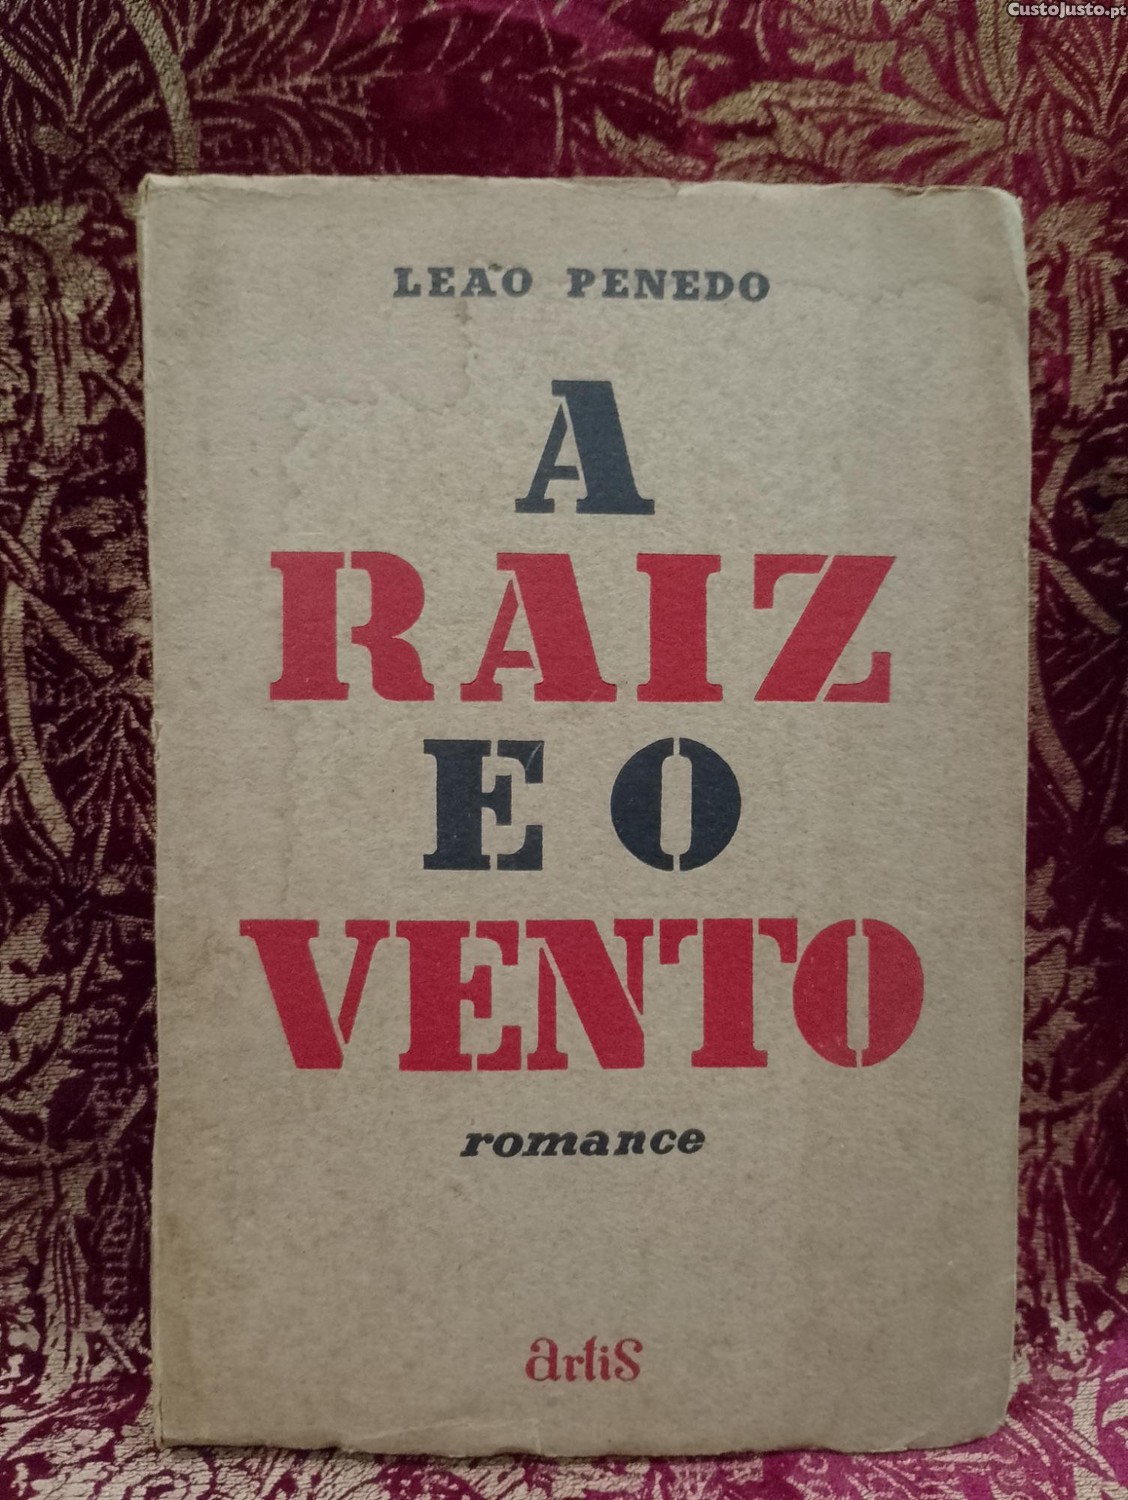 CustoJusto.pt
LEÃO PENEDO
A
RAIZ
E O
VENTO
romance
artis